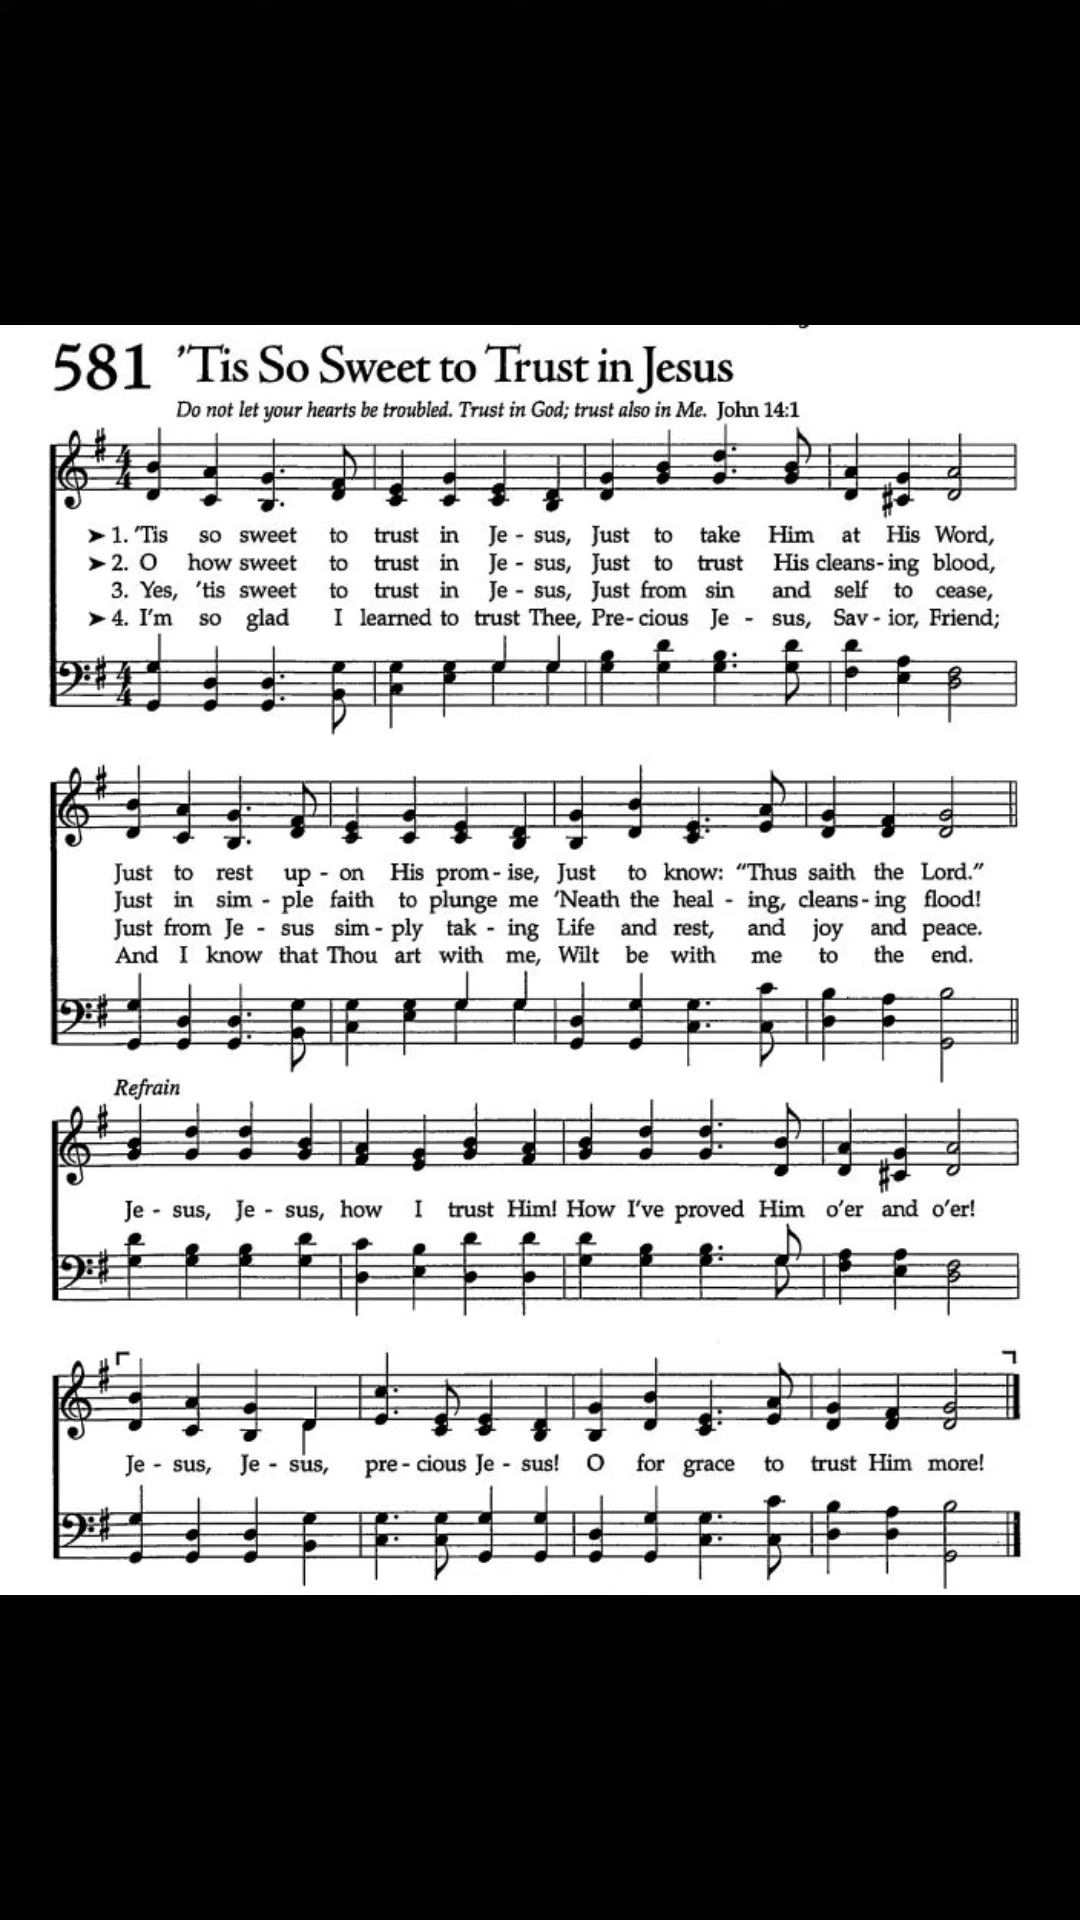 581 'Tis So Sweet to Trust in Jesus
Do not let your hearts be troubled. Trust in God; trust also in Me. John 14:1
➤ 1. 'Tis so sweet to trust in Je - sus, Just to take Him at His Word,
➤ 2. O how sweet to trust in Je - sus, Just to trust His cleans - ing blood,
3. Yes, 'tis sweet to trust in Je - sus, Just from sin and self to cease,
➤ 4. I'm so glad I learned to trust Thee, Pre - cious Je - sus, Sav - ior, Friend;
Just to rest up - on His prom - ise, Just to know: "Thus saith the Lord."
Just in sim - ple faith to plunge me 'Neath the heal - ing, cleans - ing flood!
Just from Je - sus sim - ply tak - ing Life and rest, and joy and peace.
And I know that Thou art with me, Wilt be with me to the end.
Refrain
Je - sus, Je - sus, how I trust Him! How I've proved Him o'er and o'er!
Je - sus, Je - sus, pre - cious Je - sus! O for grace to trust Him more!